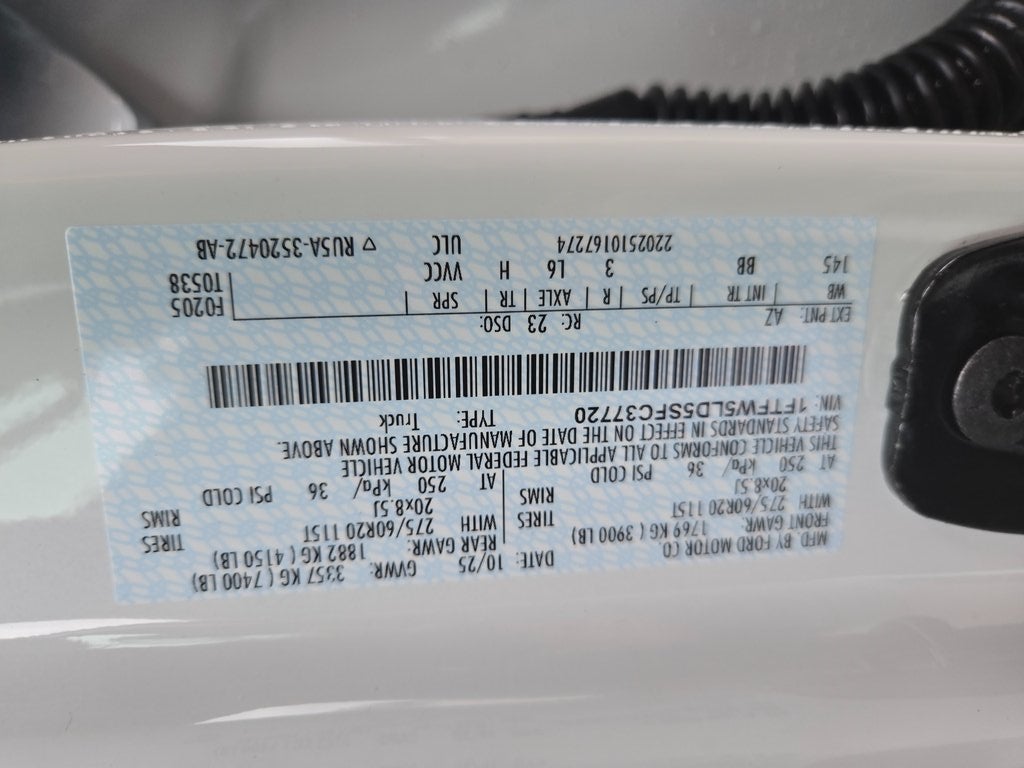 MFD. BY FORD MOTOR CO
DATE: 10/25 GVWR: 3357 KG ( 7400 LB)
FRONT GAWR: 1769 KG ( 3900 LB) REAR GAWR: 1882 KG ( 4150 LB)
WITH 275/60R20 115T TIRES WITH 275/60R20 115T TIRES
20x8.5J RIMS 20x8.5J RIMS
AT 250 kPa/ 36 PSI COLD AT 250 kPa/ 36 PSI COLD
THIS VEHICLE CONFORMS TO ALL APPLICABLE FEDERAL MOTOR VEHICLE
SAFETY STANDARDS IN EFFECT ON THE DATE OF MANUFACTURE SHOWN ABOVE.
VIN: 1FTFW5LD5SFC37720 TYPE: Truck
EXT PNT: AZ RC: 23 DSO:
WB | INT TR | TP/PS | R | AXLE | TR | SPR | F0205
145 BB 3 L6 H VVCC T0538
2202510167274 ULC ▽ RU5A-3520472-AB